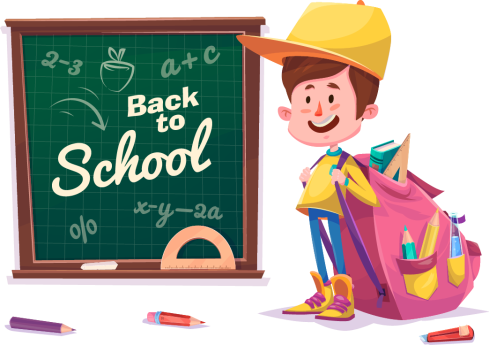 2-3
a+c
Back
to
School
x-y-2a
%